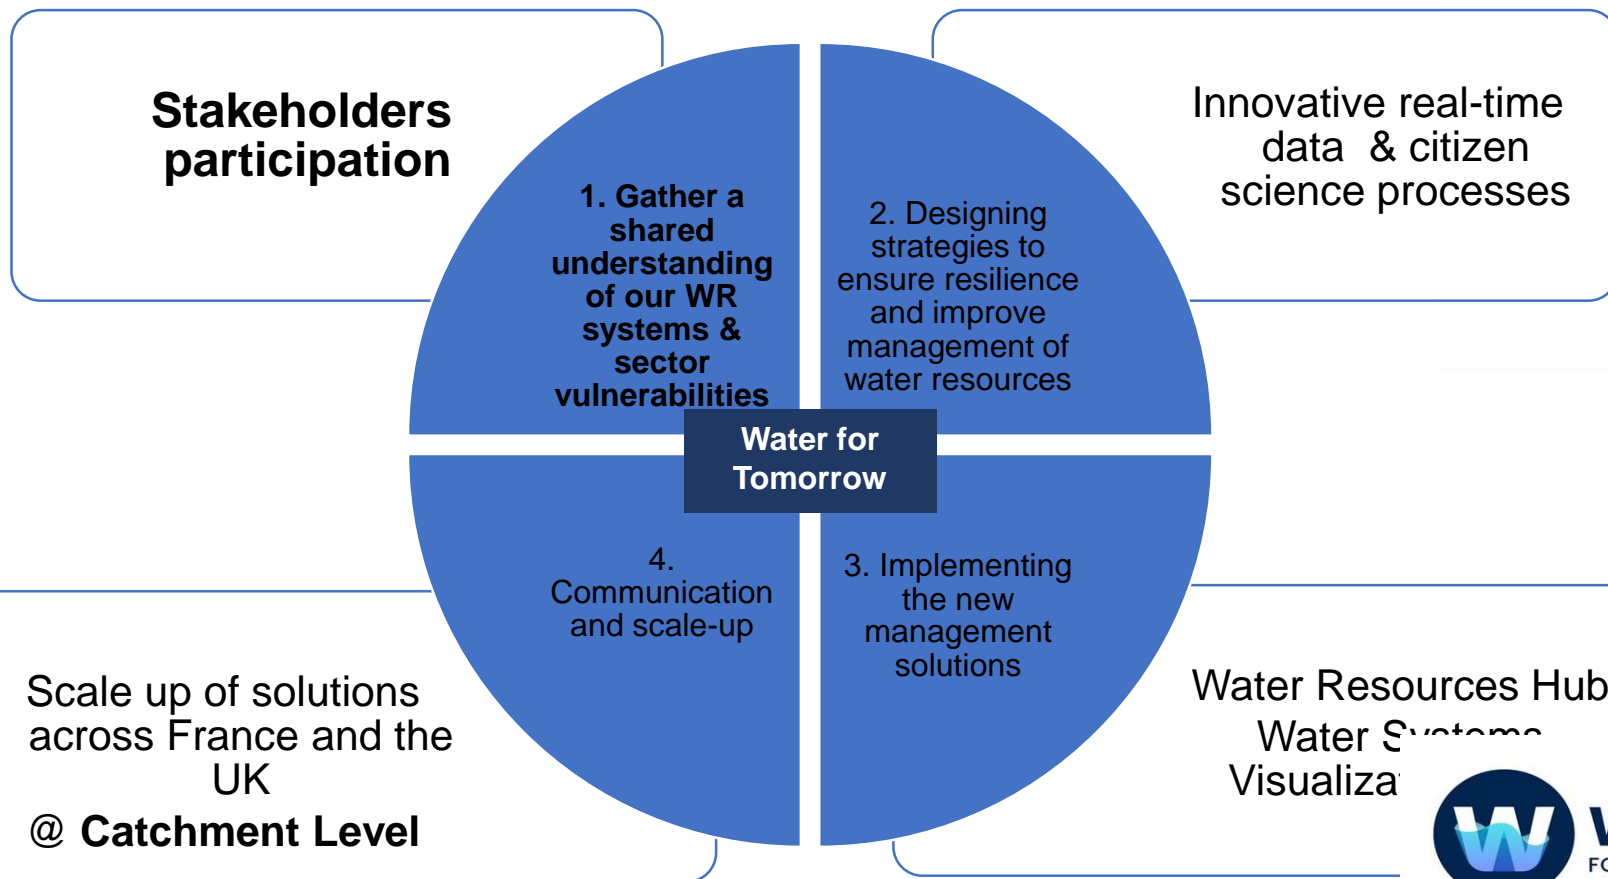 Stakeholders
participation
Innovative real-time
data & citizen
science processes
1. Gather a
shared
understanding
of our WR
systems &
sector
vulnerabilities
2. Designing
strategies to
ensure resilience
and improve
management of
water resources
Water for
Tomorrow
4.
Communication
and scale-up
3. Implementing
the new
management
solutions
Scale up of solutions
across France and the
UK
@ Catchment Level
Water Resources Hub
Water Systems
W